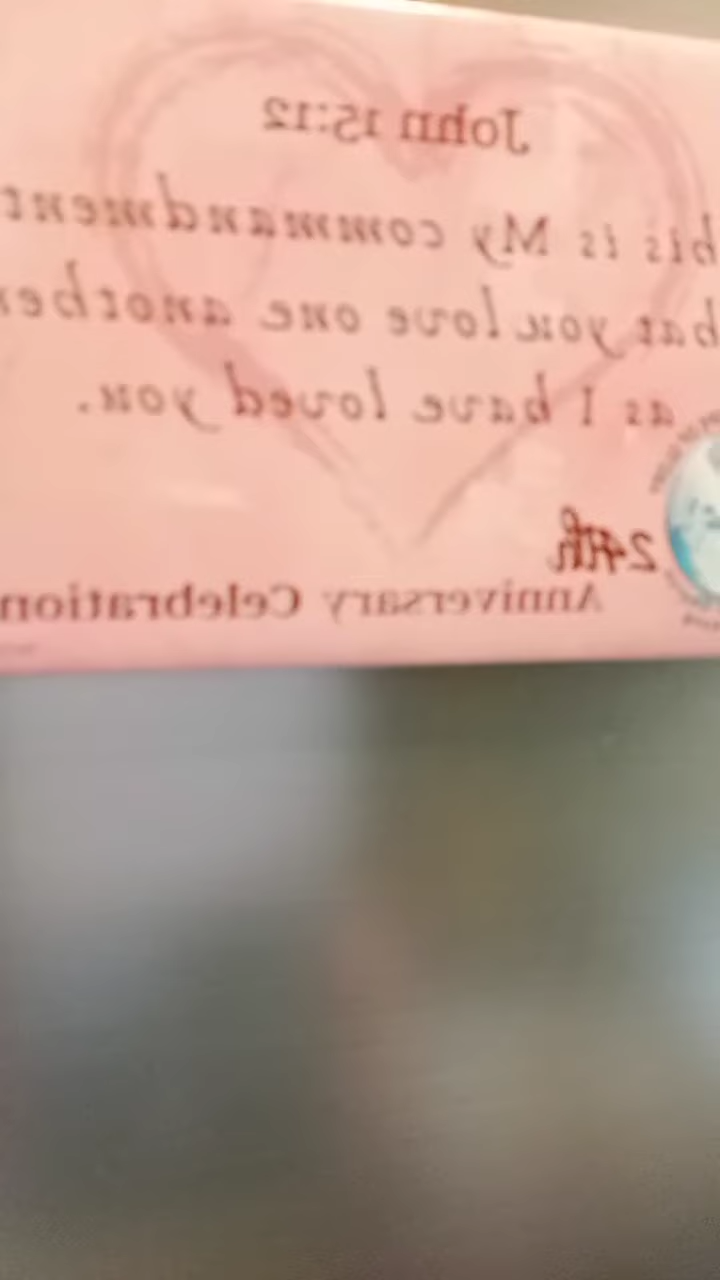 John 15:12
his is My commandment
hat you love one another
as I have loved you.
24th
Anniversary Celebration